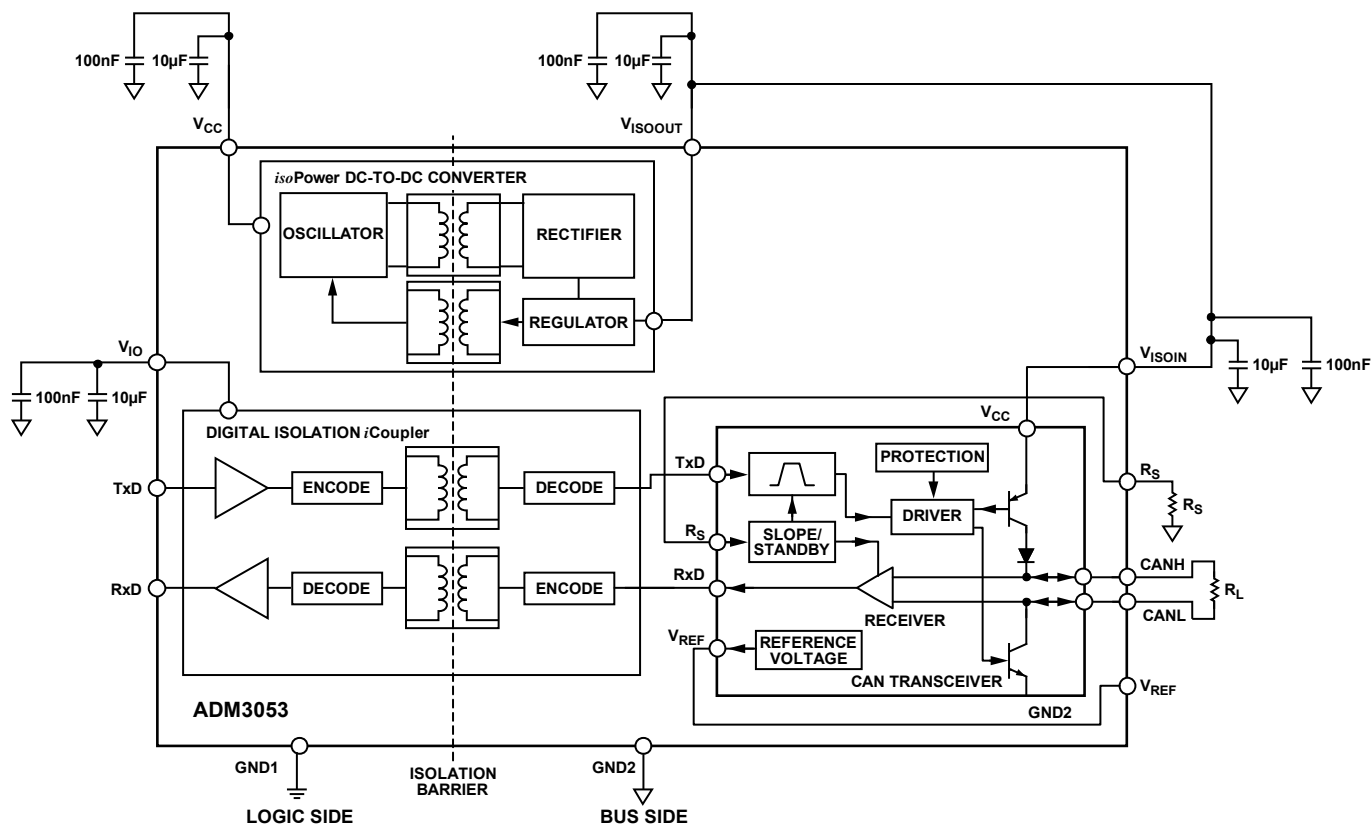 100nF
10µF
100nF
10µF
VCC
VISOOUT
isoPower DC-TO-DC CONVERTER
OSCILLATOR
RECTIFIER
REGULATOR
VIO
100nF
10µF
VISOIN
10µF
100nF
DIGITAL ISOLATION iCoupler
VCC
TxD
ENCODE
DECODE
TxD
PROTECTION
DRIVER
RS
RS
RS
SLOPE/
STANDBY
RxD
DECODE
ENCODE
RxD
RECEIVER
CANH
RL
CANL
VREF
REFERENCE
VOLTAGE
CAN TRANSCEIVER
VREF
GND2
ADM3053
GND1
ISOLATION
BARRIER
GND2
LOGIC SIDE
BUS SIDE